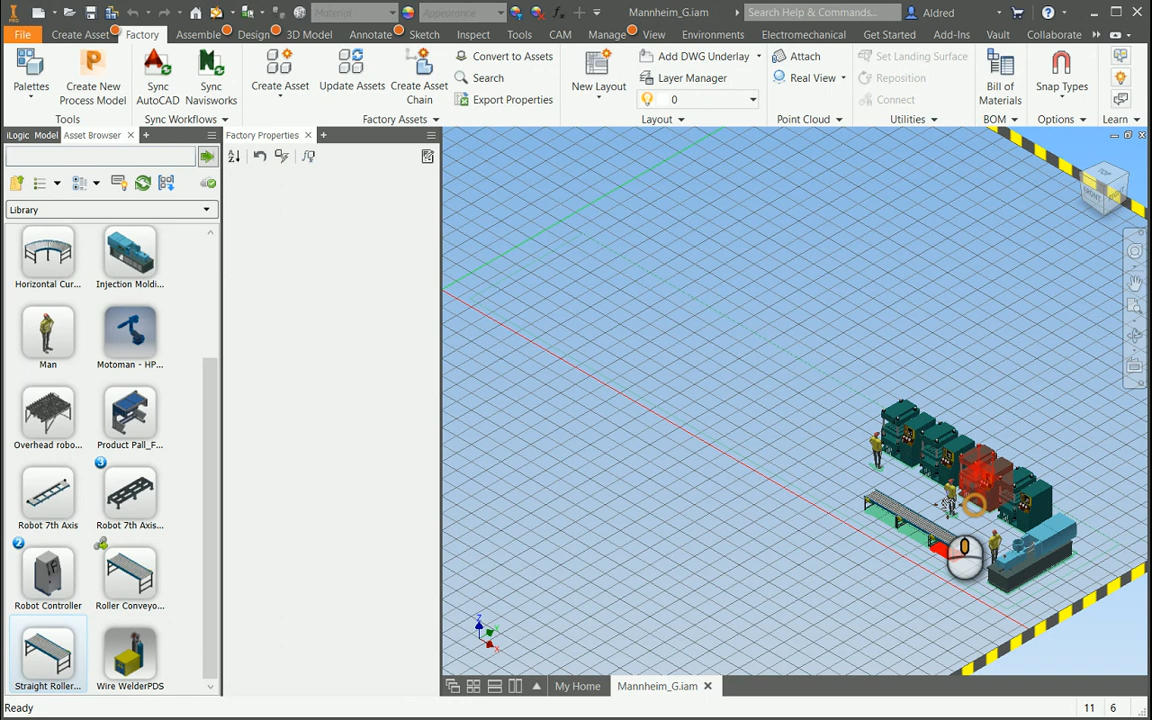 PRO
Material
Appearance
Mannheim_G.iam
Search Help & Commands...
Aldred
File
Create Asset
Factory
Assemble
Design
3D Model
Annotate
Sketch
Inspect
Tools
CAM
Manage
View
Environments
Electromechanical
Get Started
Add-Ins
Vault
Collaborate
Palettes
Create New
Process Model
Sync
AutoCAD
Sync
Navisworks
Create Asset
Update Assets
Create Asset
Chain
Convert to Assets
Search
Export Properties
New Layout
Add DWG Underlay
Layer Manager
0
Attach
Real View
Set Landing Surface
Reposition
Connect
Bill of
Materials
Snap Types
Tools
Sync Workflows
Factory Assets
Layout
Point Cloud
Utilities
BOM
Options
Learn
iLogic
Model
Asset Browser
Factory Properties
Library
Horizontal Cur...
Injection Moldi...
Man
Motoman - HP...
Overhead robo...
Product Pall_F...
3
Robot 7th Axis
Robot 7th Axis...
2
Robot Controller
Roller Conveyo...
Straight Roller...
Wire WelderPDS
TOP
FRONT
Z
Y
X
My Home
Mannheim_G.iam
Ready
11
6